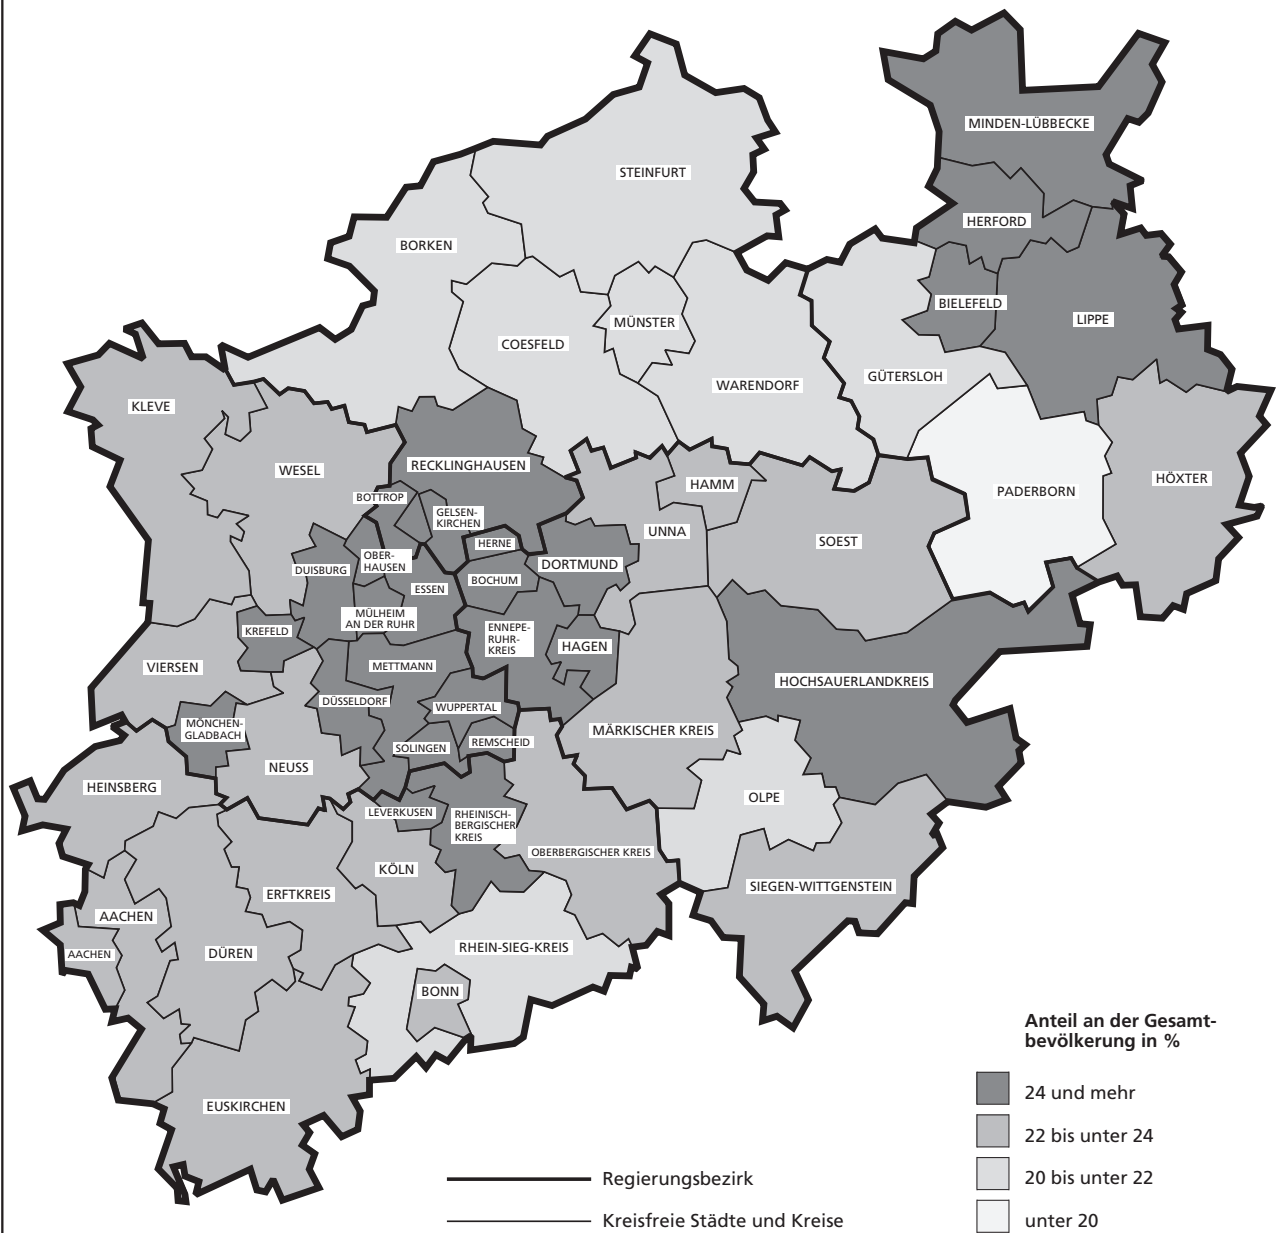 MINDEN-LÜBBECKE
STEINFURT
HERFORD
BORKEN
BIELEFELD
LIPPE
MÜNSTER
COESFELD
GÜTERSLOH
WARENDORF
KLEVE
RECKLINGHAUSEN
WESEL
HÖXTER
HAMM
PADERBORN
BOTTROP
GELSEN-
KIRCHEN
UNNA
SOEST
HERNE
OBER-
HAUSEN
DORTMUND
DUISBURG
BOCHUM
ESSEN
MÜLHEIM
AN DER RUHR
KREFELD
ENNEPE-
RUHR-
KREIS
HAGEN
VIERSEN
METTMANN
HOCHSAUERLANDKREIS
DÜSSELDORF
WUPPERTAL
MÖNCHEN-
GLADBACH
MÄRKISCHER KREIS
SOLINGEN
REMSCHEID
NEUSS
HEINSBERG
OLPE
LEVERKUSEN
RHEINISCH-
BERGISCHER
KREIS
OBERBERGISCHER KREIS
KÖLN
SIEGEN-WITTGENSTEIN
ERFTKREIS
AACHEN
RHEIN-SIEG-KREIS
AACHEN
DÜREN
BONN
EUSKIRCHEN
Anteil an der Gesamt-
bevölkerung in %
24 und mehr
22 bis unter 24
20 bis unter 22
unter 20
Regierungsbezirk
Kreisfreie Städte und Kreise